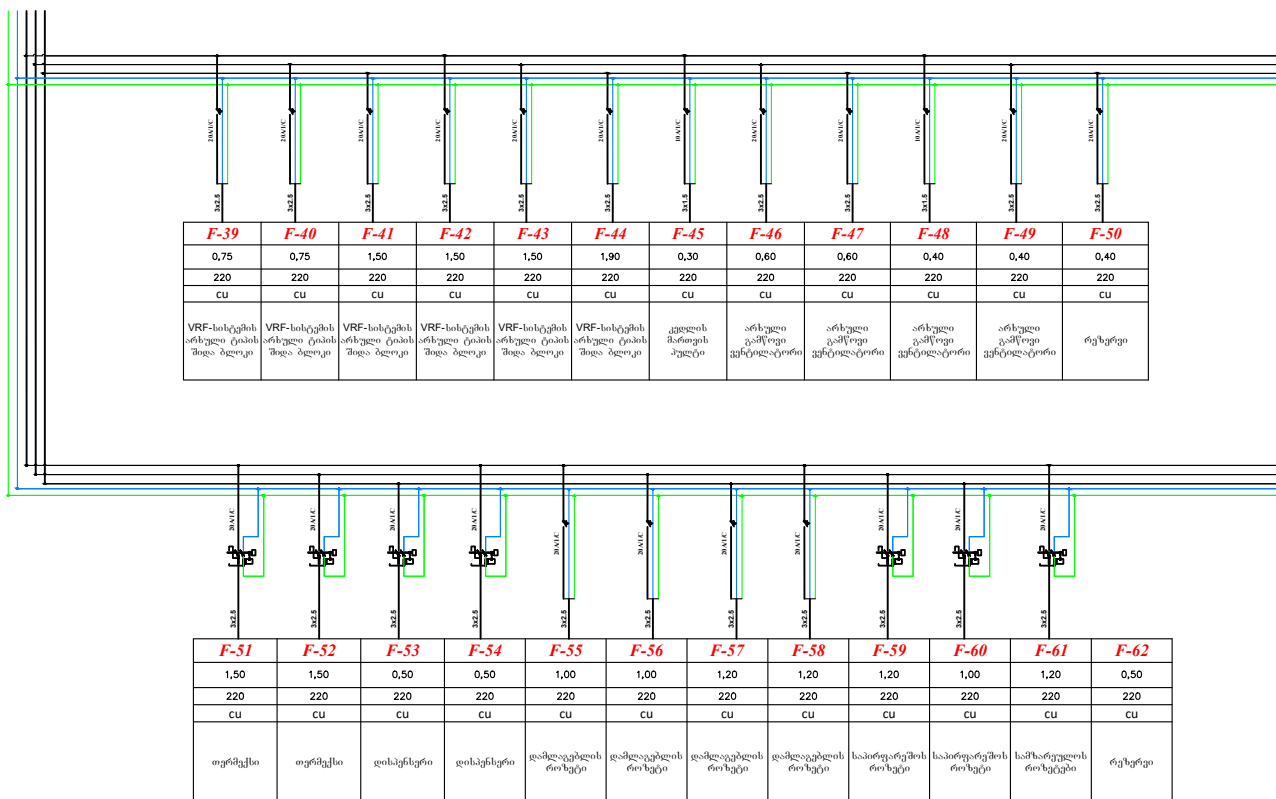 20A/1/C 20A/1/C 20A/1/C 20A/1/C 20A/1/C 20A/1/C 10A/1/C 20A/1/C 20A/1/C 10A/1/C 20A/1/C 20A/1/C
3x2.5 3x2.5 3x2.5 3x2.5 3x2.5 3x2.5 3x1.5 3x2.5 3x2.5 3x1.5 3x2.5 3x2.5
F-39 F-40 F-41 F-42 F-43 F-44 F-45 F-46 F-47 F-48 F-49 F-50
0,75 0,75 1,50 1,50 1,50 1,90 0,30 0,60 0,60 0,40 0,40 0,40
220 220 220 220 220 220 220 220 220 220 220 220
cu cu cu cu cu cu cu cu cu cu cu cu
VRF-სისტემის VRF-სისტემის VRF-სისტემის VRF-სისტემის VRF-სისტემის VRF-სისტემის კედლის არხული არხული არხული არხული
არხული ტიპის არხული ტიპის არხული ტიპის არხული ტიპის არხული ტიპის არხული ტიპის მართვის გამწოვი გამწოვი გამწოვი გამწოვი რეზერვი
შიდა ბლოკი შიდა ბლოკი შიდა ბლოკი შიდა ბლოკი შიდა ბლოკი შიდა ბლოკი პულტი ვენტილატორი ვენტილატორი ვენტილატორი ვენტილატორი
20A/1/C 20A/1/C 20A/1/C 20A/1/C 20A/1/C 20A/1/C 20A/1/C 20A/1/C 20A/1/C 20A/1/C 20A/1/C
3x2.5 3x2.5 3x2.5 3x2.5 3x2.5 3x2.5 3x2.5 3x2.5 3x2.5 3x2.5 3x2.5
F-51 F-52 F-53 F-54 F-55 F-56 F-57 F-58 F-59 F-60 F-61 F-62
1,50 1,50 0,50 0,50 1,00 1,00 1,20 1,20 1,20 1,00 1,20 0,50
220 220 220 220 220 220 220 220 220 220 220 220
cu cu cu cu cu cu cu cu cu cu cu cu
თერმექსი თერმექსი დისპენსერი დისპენსერი დამლაგებლის დამლაგებლის დამლაგებლის დამლაგებლის საპირფარეშოს საპირფარეშოს სამზარეულოს რეზერვი
როზეტი როზეტი როზეტი როზეტი როზეტი როზეტი როზეტები